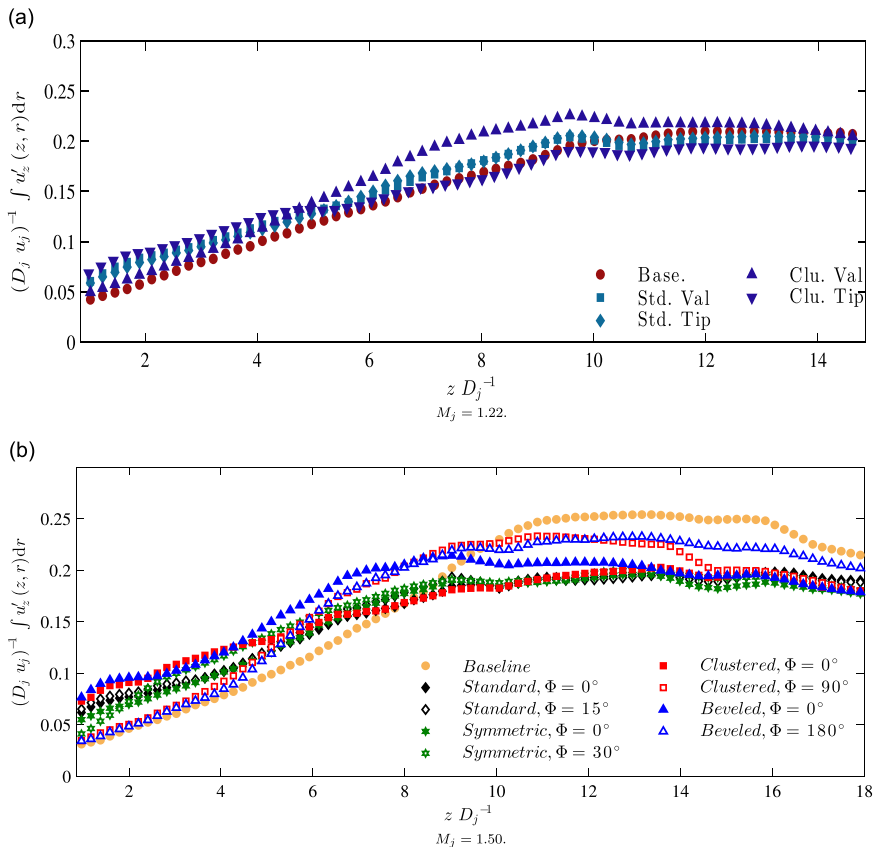 (a)
0.3
0.25
0.2
0.15
0.1
0.05
0
(D_j u_j)^{-1} ∫ u′_z (z, r)dr
Base.
Std. Val
Std. Tip
Clu. Val
Clu. Tip
2 4 6 8 10 12 14
z D_j^{-1}
M_j = 1.22.
(b)
0.25
0.2
0.15
0.1
0.05
0
(D_j u_j)^{-1} ∫ u′_z (z, r)dr
Baseline
Standard, Φ = 0°
Standard, Φ = 15°
Symmetric, Φ = 0°
Symmetric, Φ = 30°
Clustered, Φ = 0°
Clustered, Φ = 90°
Beveled, Φ = 0°
Beveled, Φ = 180°
2 4 6 8 10 12 14 16 18
z D_j^{-1}
M_j = 1.50.